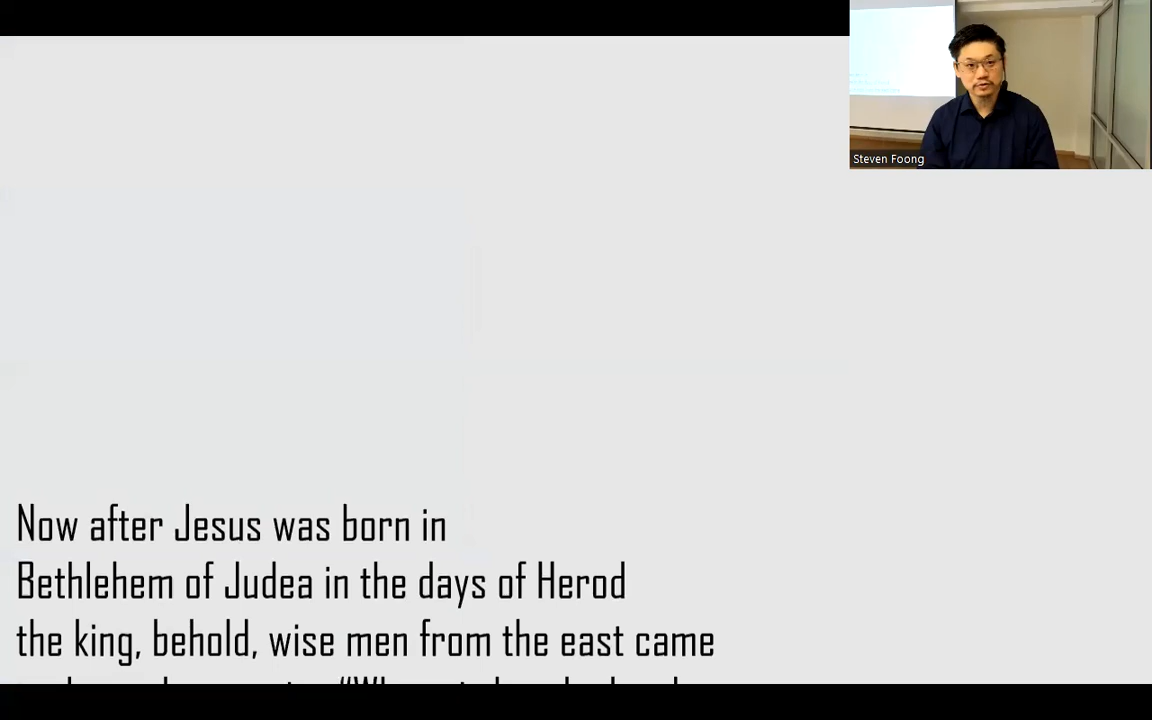 Steven Foong
Now after Jesus was born in
Bethlehem of Judea in the days of Herod
the king, behold, wise men from the east came